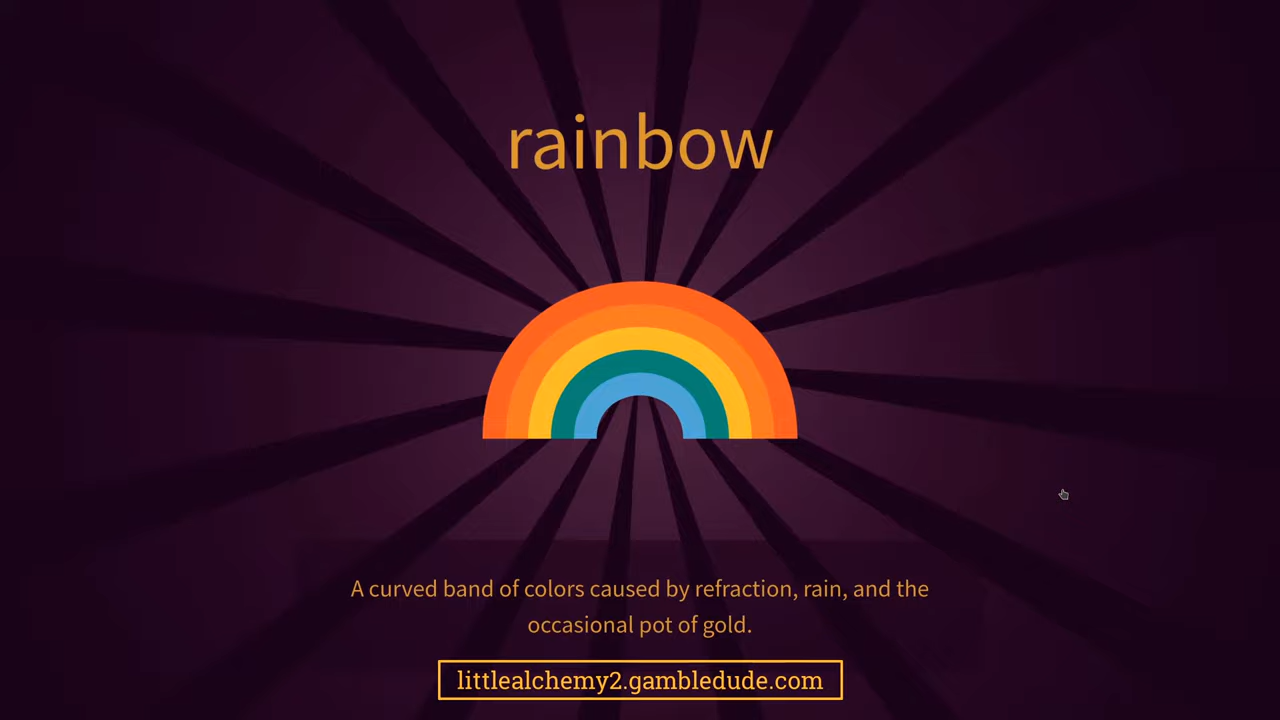 rainbow
A curved band of colors caused by refraction, rain, and the
occasional pot of gold.
littlealchemy2.gambledude.com